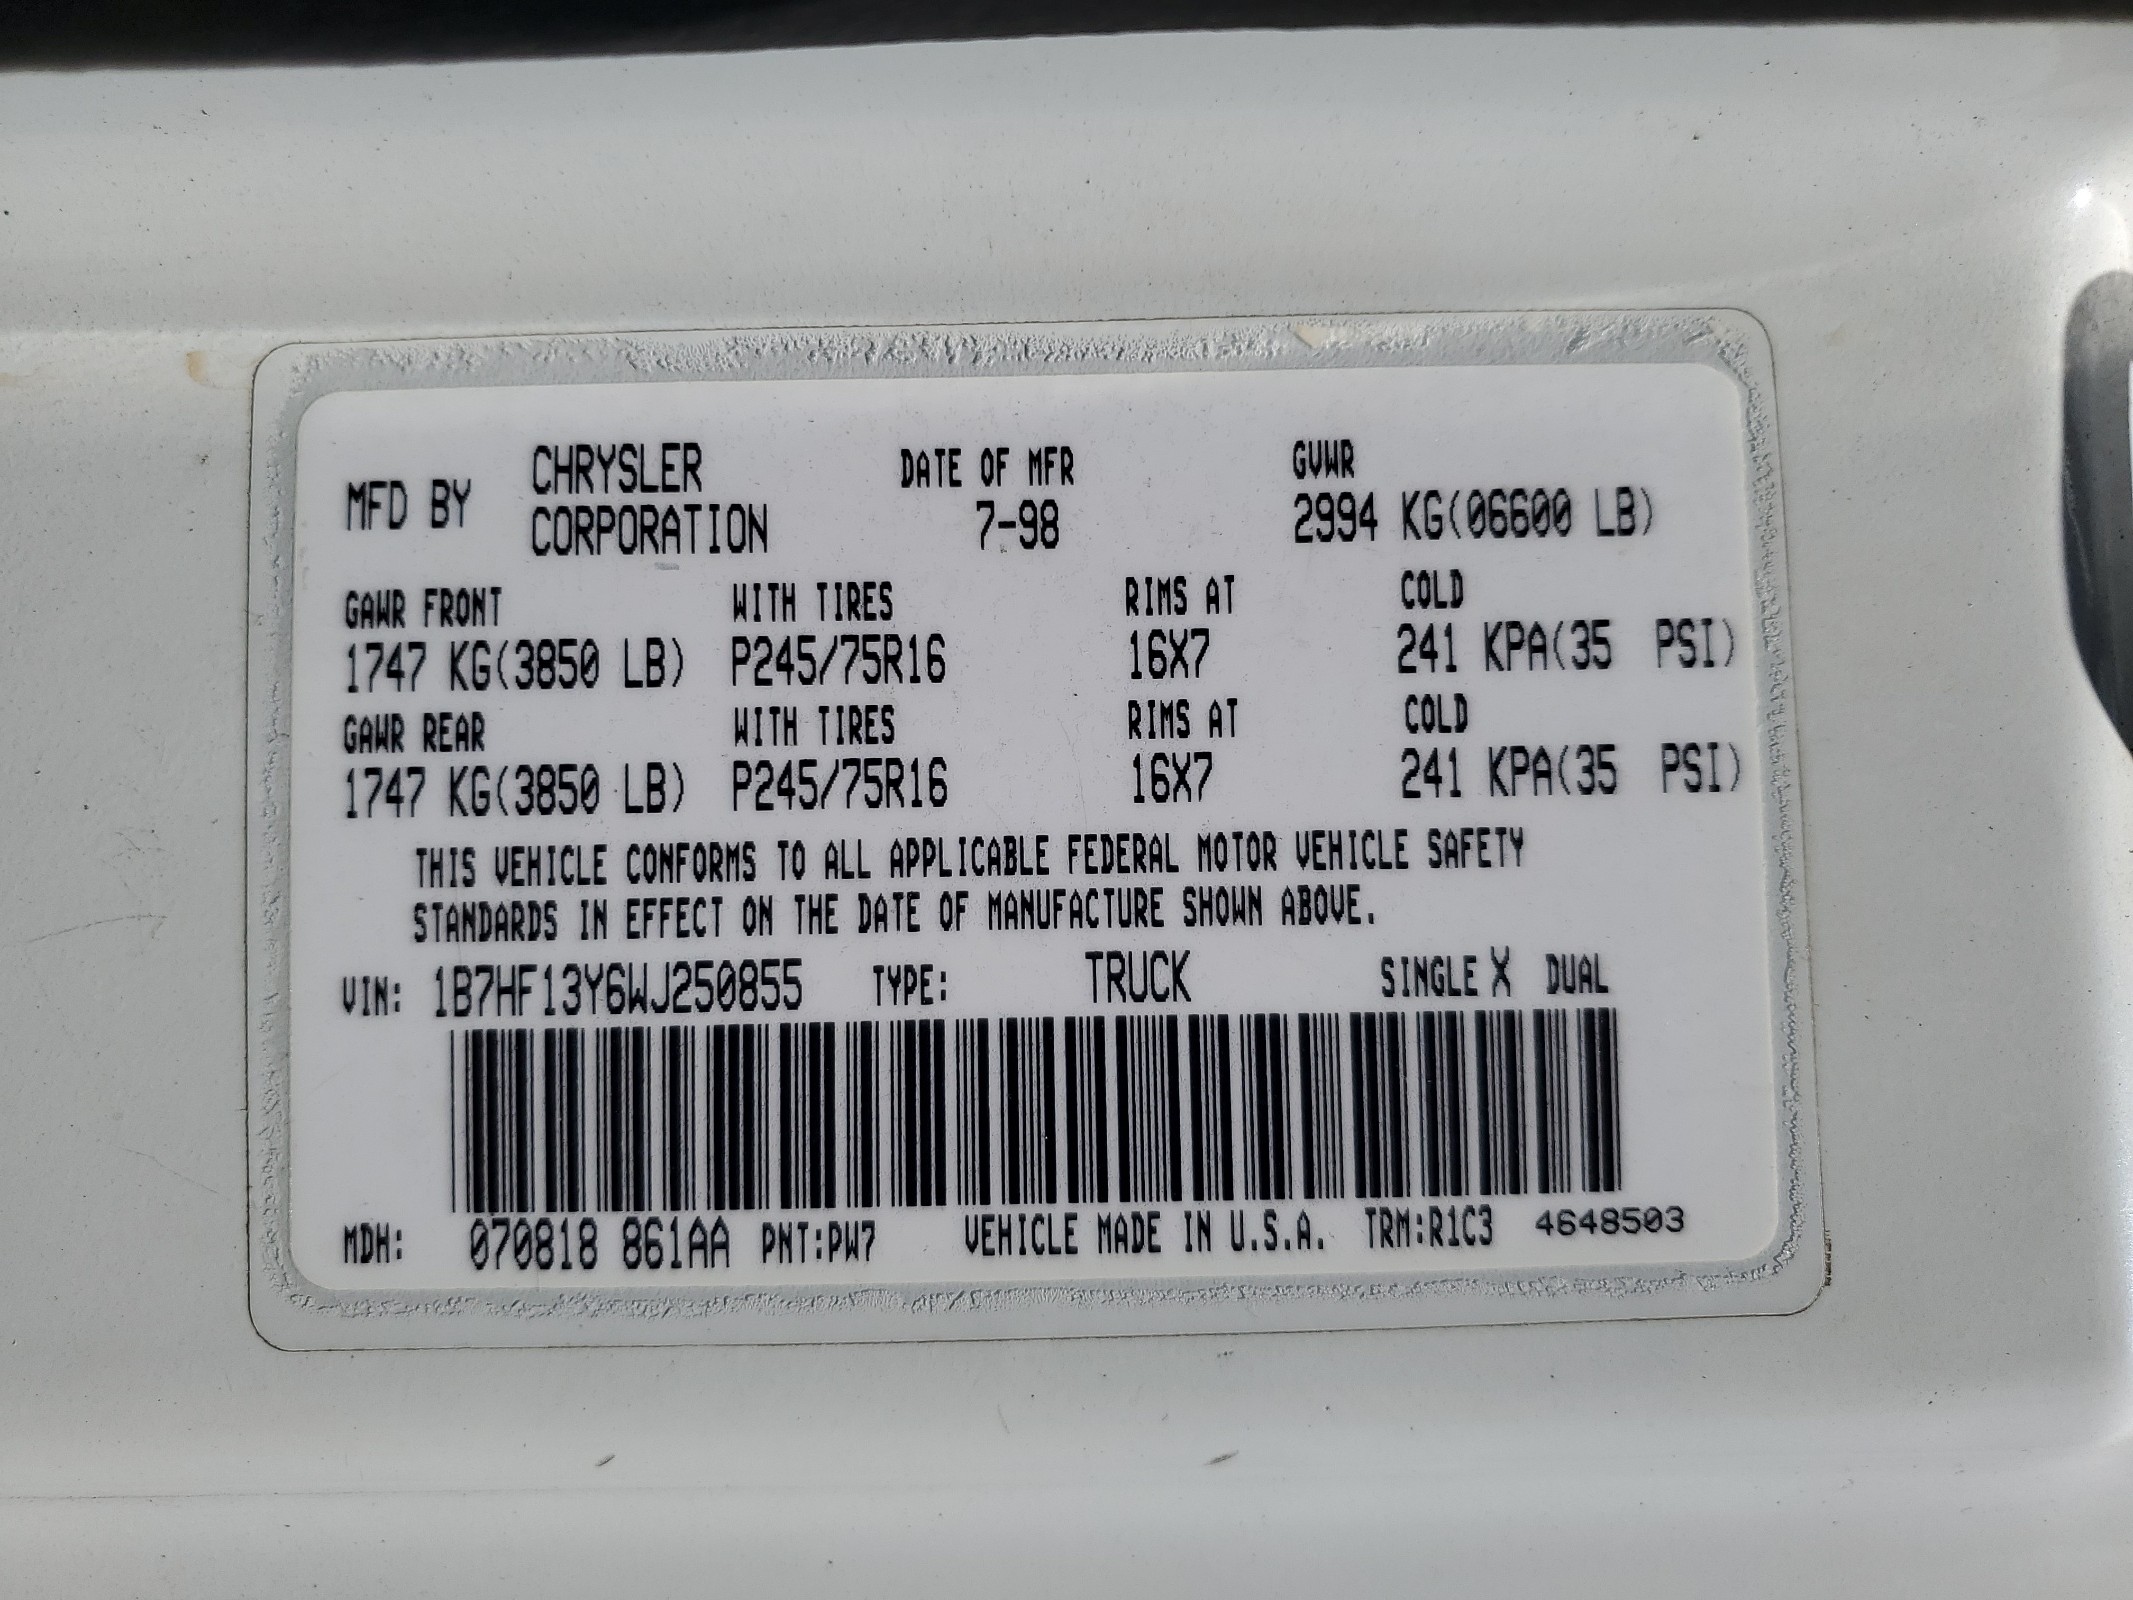 MFD BY CHRYSLER CORPORATION DATE OF MFR 7-98 GVWR 2994 KG(06600 LB)
GAWR FRONT WITH TIRES RIMS AT COLD
1747 KG(3850 LB) P245/75R16 16X7 241 KPA(35 PSI)
GAWR REAR WITH TIRES RIMS AT COLD
1747 KG(3850 LB) P245/75R16 16X7 241 KPA(35 PSI)
THIS VEHICLE CONFORMS TO ALL APPLICABLE FEDERAL MOTOR VEHICLE SAFETY
STANDARDS IN EFFECT ON THE DATE OF MANUFACTURE SHOWN ABOVE.
VIN: 1B7HF13Y6WJ250855 TYPE: TRUCK SINGLE X DUAL
MDH: 070818 861AA PNT:PW7 VEHICLE MADE IN U.S.A. TRM:R1C3 4648503